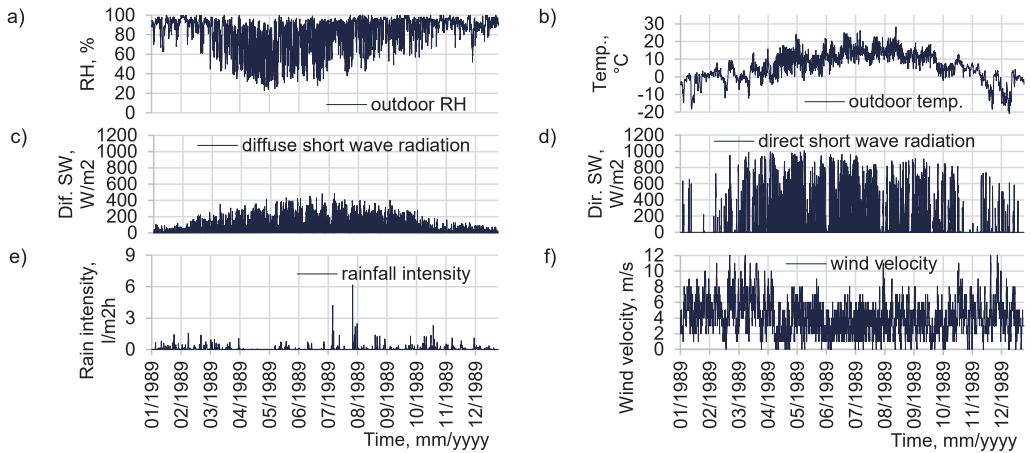 a)
RH, %
100
80
60
40
20
0
outdoor RH
b)
Temp.,
°C
30
20
10
0
-10
-20
outdoor temp.
c)
Dif. SW,
W/m2
1200
1000
800
600
400
200
0
diffuse short wave radiation
d)
Dir. SW,
W/m2
1200
1000
800
600
400
200
0
direct short wave radiation
e)
Rain intensity,
l/m2h
9
6
3
0
rainfall intensity
01/1989
02/1989
03/1989
04/1989
05/1989
06/1989
07/1989
08/1989
09/1989
10/1989
11/1989
12/1989
Time, mm/yyyy
f)
Wind velocity, m/s
12
10
8
6
4
2
0
wind velocity
01/1989
02/1989
03/1989
04/1989
05/1989
06/1989
07/1989
08/1989
09/1989
10/1989
11/1989
12/1989
Time, mm/yyyy